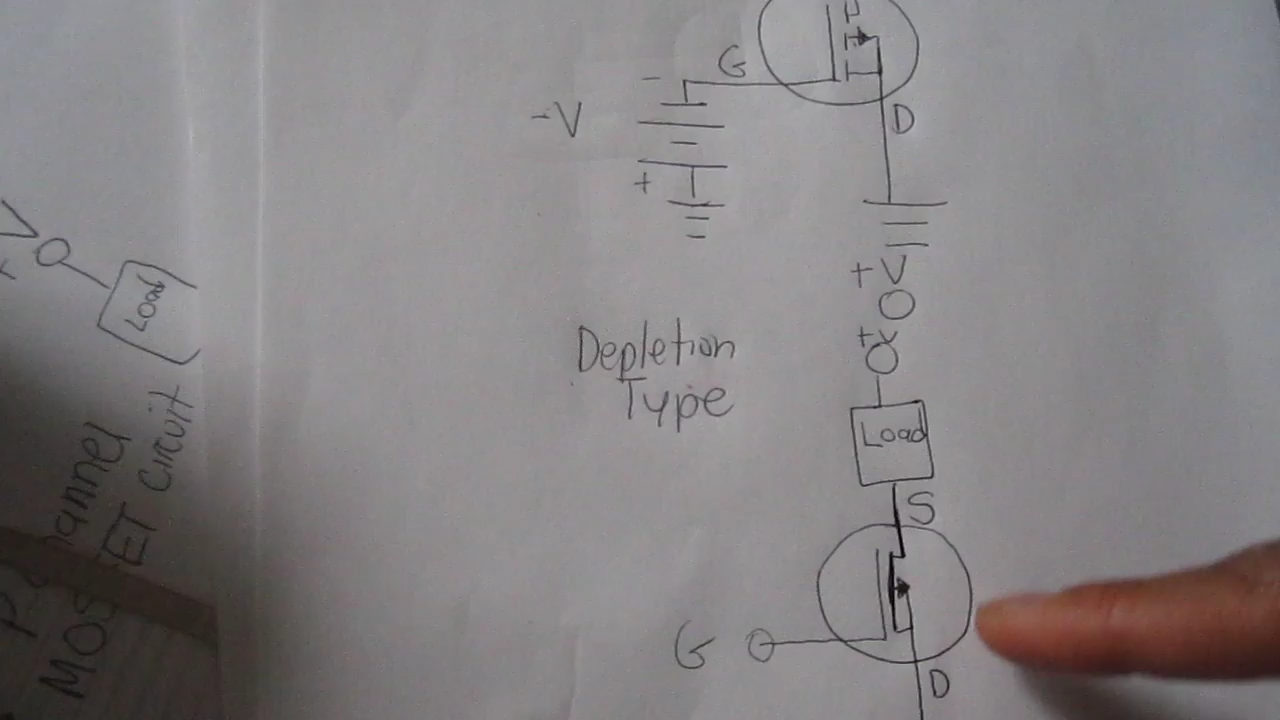 G
-
-V
+
D
+V
Depletion
Type
+V
Load
S
G
D
V
+
Load
P channel
MOSFET Circuit